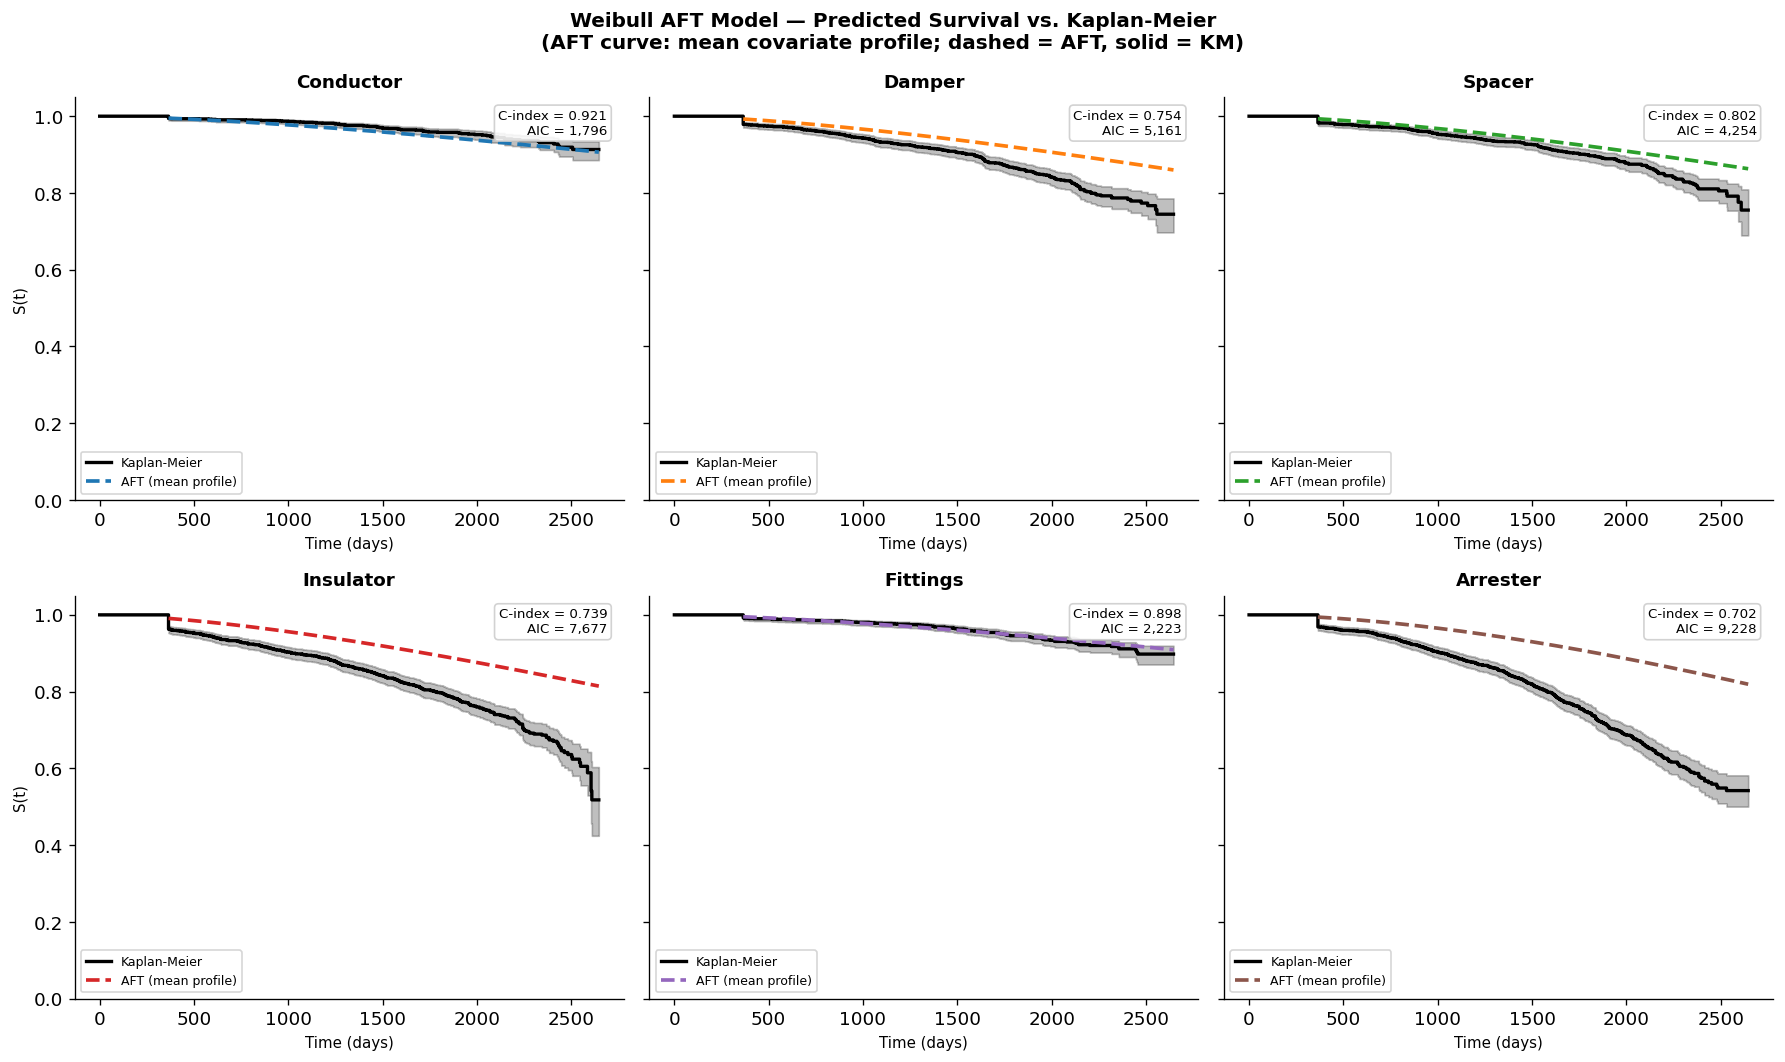 Weibull AFT Model — Predicted Survival vs. Kaplan-Meier
(AFT curve: mean covariate profile; dashed = AFT, solid = KM)
Conductor
C-index = 0.921
AIC = 1,796
1.0
0.8
0.6
0.4
0.2
0.0
S(t)
Kaplan-Meier
AFT (mean profile)
0 500 1000 1500 2000 2500
Time (days)
Damper
C-index = 0.754
AIC = 5,161
Kaplan-Meier
AFT (mean profile)
0 500 1000 1500 2000 2500
Time (days)
Spacer
C-index = 0.802
AIC = 4,254
Kaplan-Meier
AFT (mean profile)
0 500 1000 1500 2000 2500
Time (days)
Insulator
C-index = 0.739
AIC = 7,677
1.0
0.8
0.6
0.4
0.2
0.0
S(t)
Kaplan-Meier
AFT (mean profile)
0 500 1000 1500 2000 2500
Time (days)
Fittings
C-index = 0.898
AIC = 2,223
Kaplan-Meier
AFT (mean profile)
0 500 1000 1500 2000 2500
Time (days)
Arrester
C-index = 0.702
AIC = 9,228
Kaplan-Meier
AFT (mean profile)
0 500 1000 1500 2000 2500
Time (days)